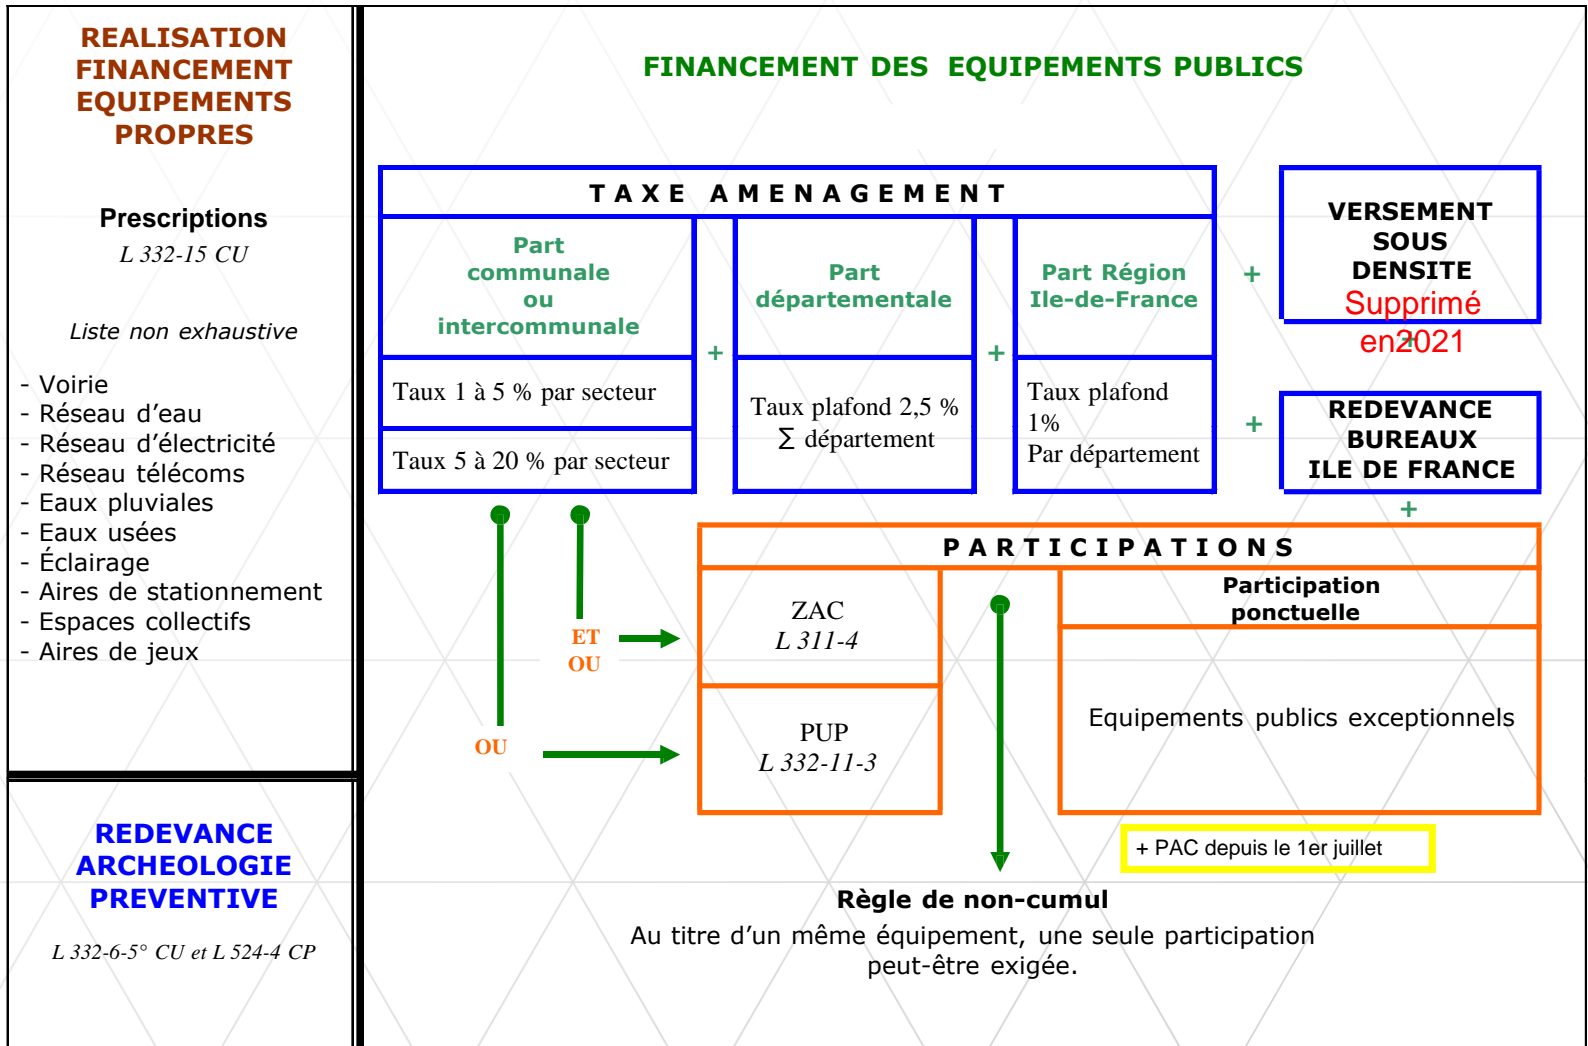 REALISATION
FINANCEMENT
EQUIPEMENTS
PROPRES
Prescriptions
L 332-15 CU
Liste non exhaustive
- Voirie
- Réseau d’eau
- Réseau d’électricité
- Réseau télécoms
- Eaux pluviales
- Eaux usées
- Éclairage
- Aires de stationnement
- Espaces collectifs
- Aires de jeux
REDEVANCE
ARCHEOLOGIE
PREVENTIVE
L 332-6-5° CU et L 524-4 CP
FINANCEMENT DES EQUIPEMENTS PUBLICS
TAXE AMENAGEMENT
Part
communale
ou
intercommunale
Taux 1 à 5 % par secteur
Taux 5 à 20 % par secteur
+
Part
départementale
Taux plafond 2,5 %
∑ département
+
Part Région
Ile-de-France
Taux plafond
1%
Par département
+
VERSEMENT
SOUS
DENSITE
Supprimé
en2021
+
+
REDEVANCE
BUREAUX
ILE DE FRANCE
+
PARTICIPATIONS
ET
OU
OU
ZAC
L 311-4
PUP
L 332-11-3
Participation
ponctuelle
Equipements publics exceptionnels
+ PAC depuis le 1er juillet
Règle de non-cumul
Au titre d’un même équipement, une seule participation
peut-être exigée.